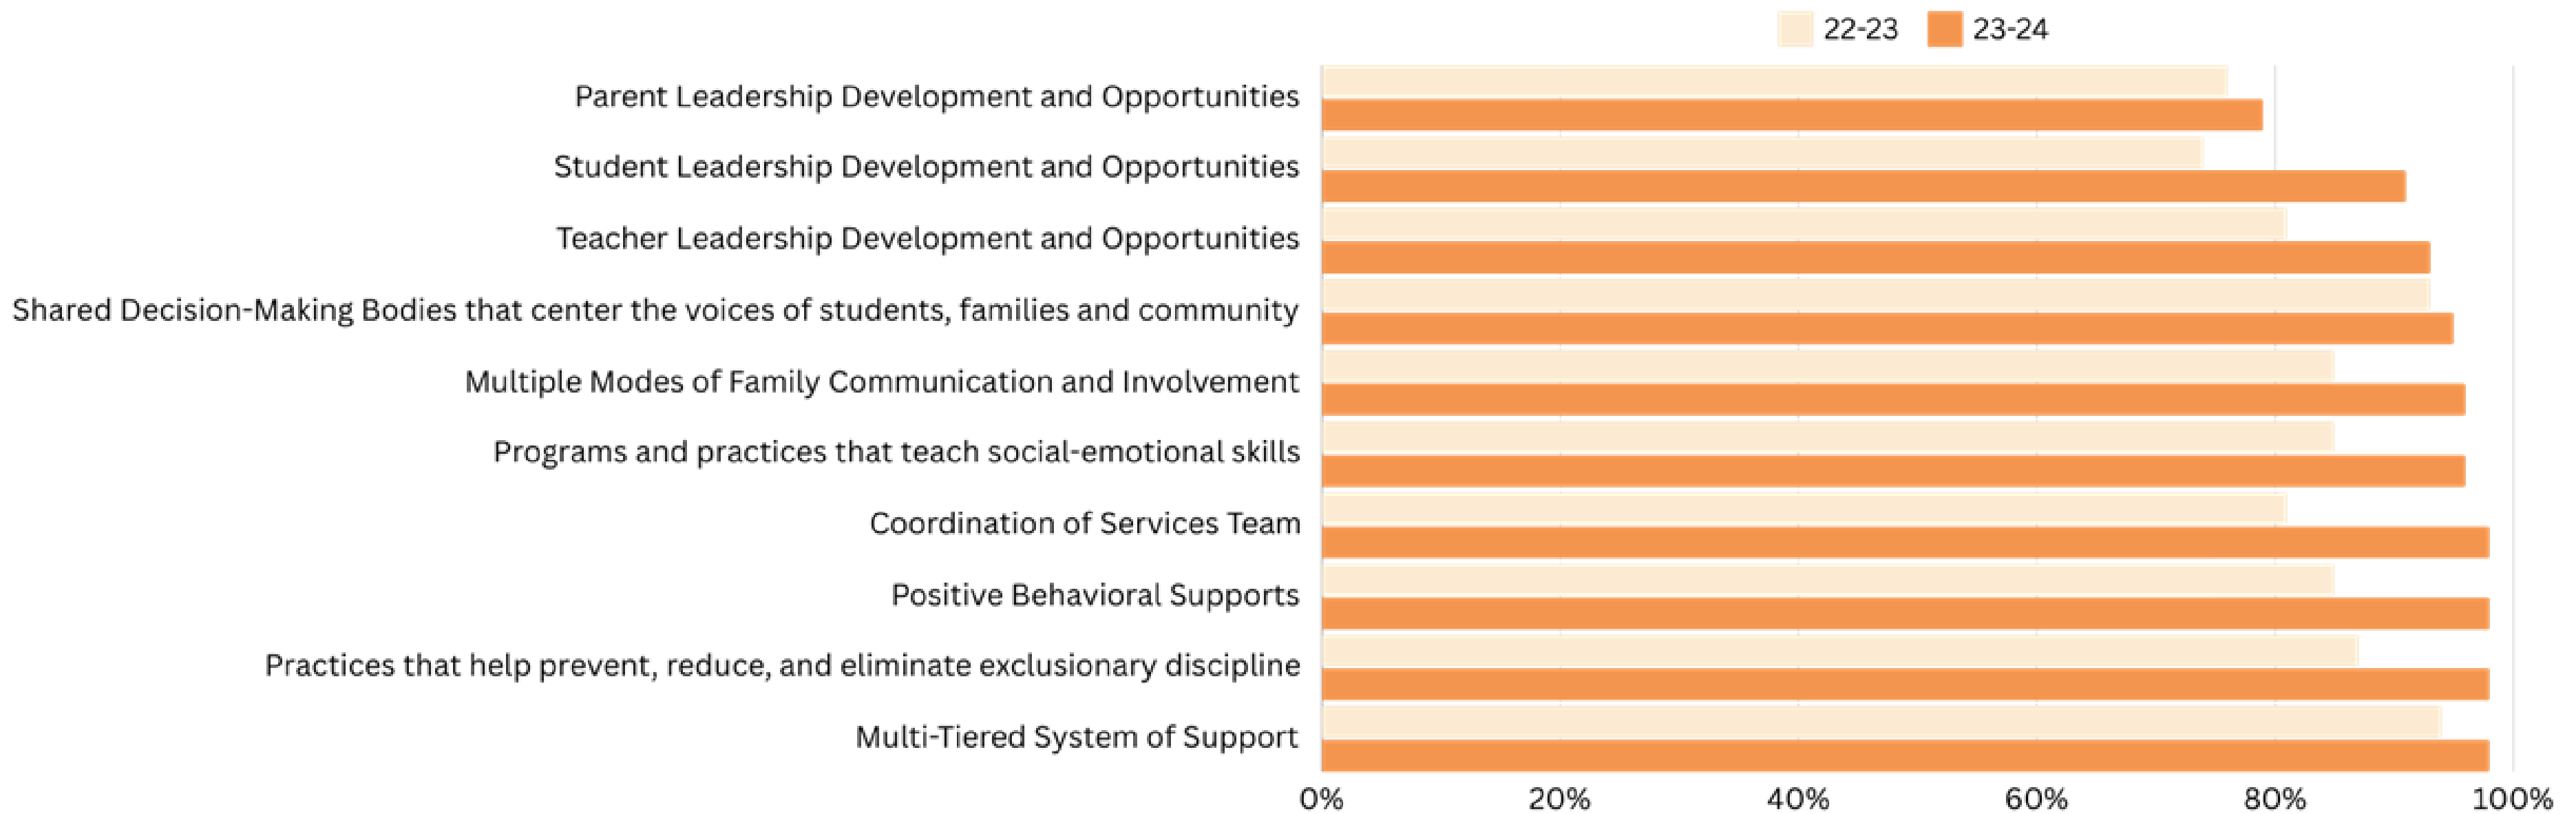 22-23 23-24
Parent Leadership Development and Opportunities
Student Leadership Development and Opportunities
Teacher Leadership Development and Opportunities
Shared Decision-Making Bodies that center the voices of students, families and community
Multiple Modes of Family Communication and Involvement
Programs and practices that teach social-emotional skills
Coordination of Services Team
Positive Behavioral Supports
Practices that help prevent, reduce, and eliminate exclusionary discipline
Multi-Tiered System of Support
0% 20% 40% 60% 80% 100%